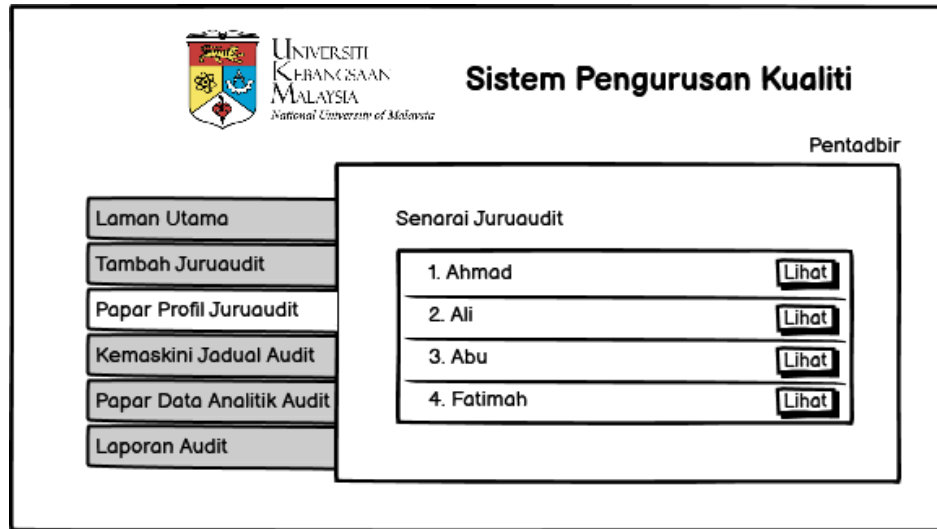 UNIVERSITI
KEBANGSAAN
MALAYSIA
National University of Malaysia
Sistem Pengurusan Kualiti
Pentadbir
Laman Utama
Tambah Juruaudit
Papar Profil Juruaudit
Kemaskini Jadual Audit
Papar Data Analitik Audit
Laporan Audit
Senarai Juruaudit
1. Ahmad Lihat
2. Ali Lihat
3. Abu Lihat
4. Fatimah Lihat